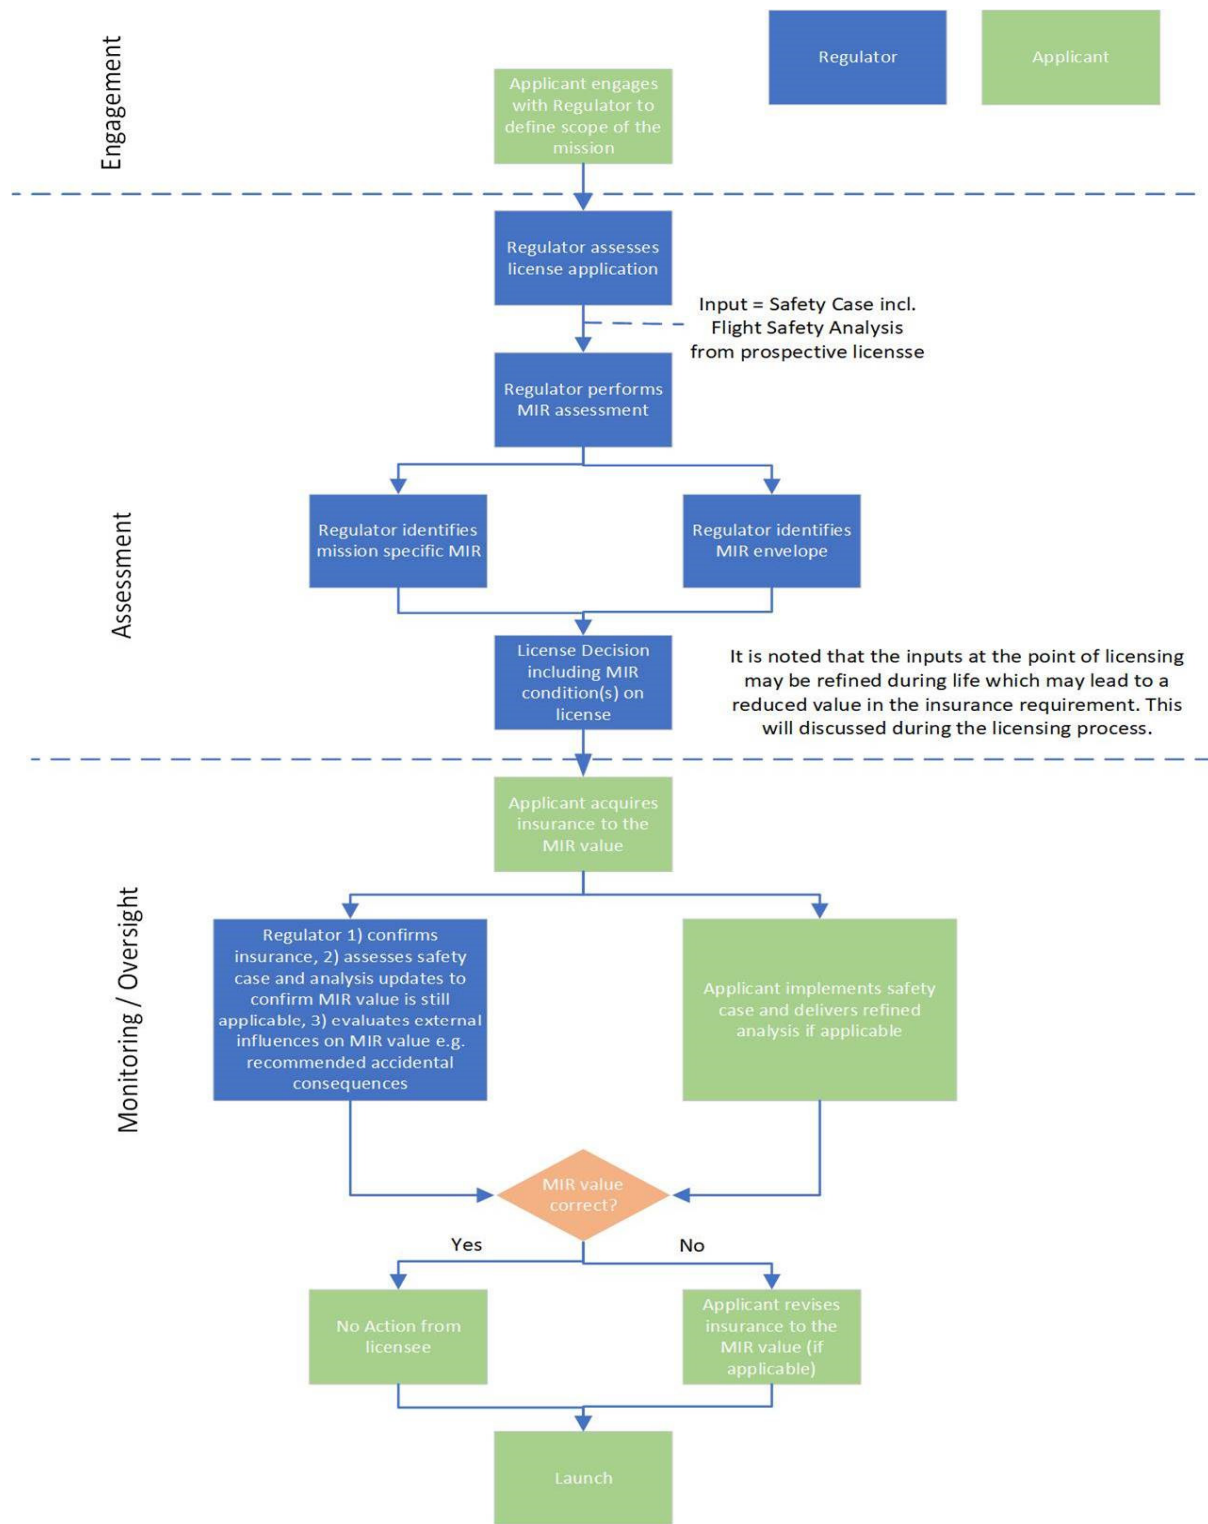 Regulator
Applicant
Engagement
Applicant engages
with Regulator to
define scope of the
mission
Regulator assesses
license application
Input = Safety Case incl.
Flight Safety Analysis
from prospective licensse
Regulator performs
MIR assessment
Assessment
Regulator identifies
mission specific MIR
Regulator identifies
MIR envelope
License Decision
including MIR
condition(s) on
license
It is noted that the inputs at the point of licensing
may be refined during life which may lead to a
reduced value in the insurance requirement. This
will discussed during the licensing process.
Monitoring / Oversight
Applicant acquires
insurance to the
MIR value
Regulator 1) confirms
insurance, 2) assesses safety
case and analysis updates to
confirm MIR value is still
applicable, 3) evaluates external
influences on MIR value e.g.
recommended accidental
consequences
Applicant implements safety
case and delivers refined
analysis if applicable
MIR value
correct?
Yes
No
No Action from
licensee
Applicant revises
insurance to the
MIR value (if
applicable)
Launch